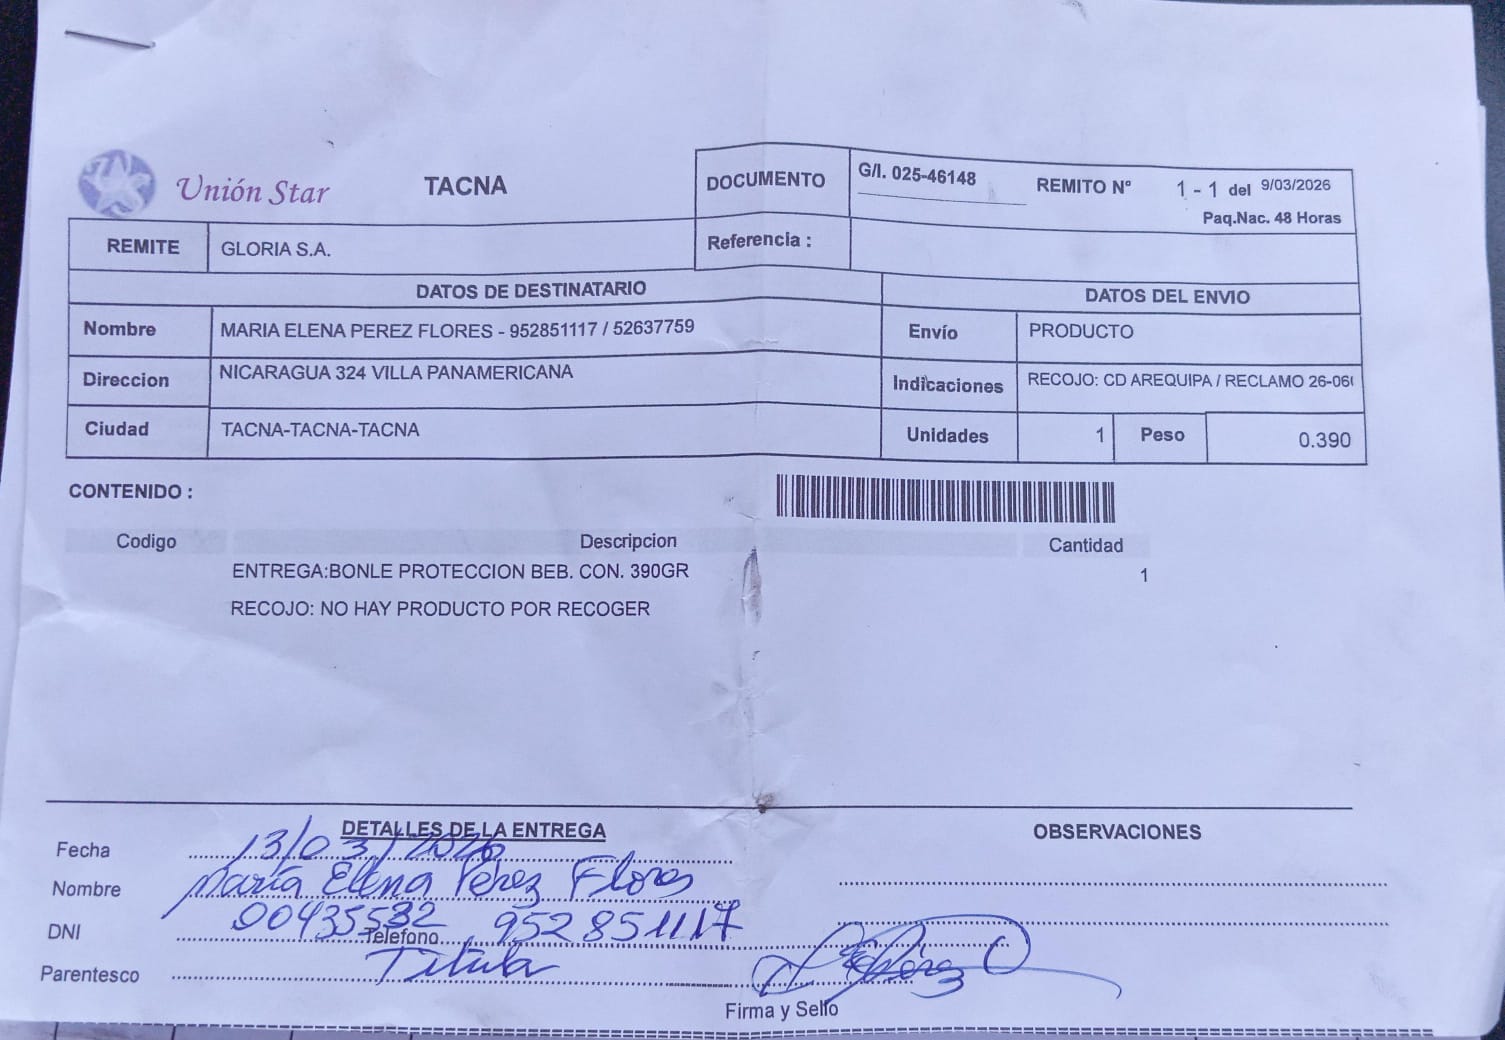 Unión Star
TACNA
DOCUMENTO
G/I. 025-46148
REMITO N° 1 - 1 del 9/03/2026
Paq.Nac. 48 Horas
REMITE
GLORIA S.A.
Referencia :
DATOS DE DESTINATARIO
DATOS DEL ENVIO
Nombre
MARIA ELENA PEREZ FLORES - 952851117 / 52637759
Envío
PRODUCTO
Direccion
NICARAGUA 324 VILLA PANAMERICANA
Indicaciones
RECOJO: CD AREQUIPA / RECLAMO 26-06
Ciudad
TACNA-TACNA-TACNA
Unidades
1
Peso
0.390
CONTENIDO :
Codigo
Descripcion
Cantidad
ENTREGA:BONLE PROTECCION BEB. CON. 390GR
1
RECOJO: NO HAY PRODUCTO POR RECOGER
DETALLES DE LA ENTREGA
OBSERVACIONES
Fecha 13/03/2026
Nombre María Elena Pérez Flores
DNI 00435532 Telefono 952851117
Parentesco Titular
Firma y Sello